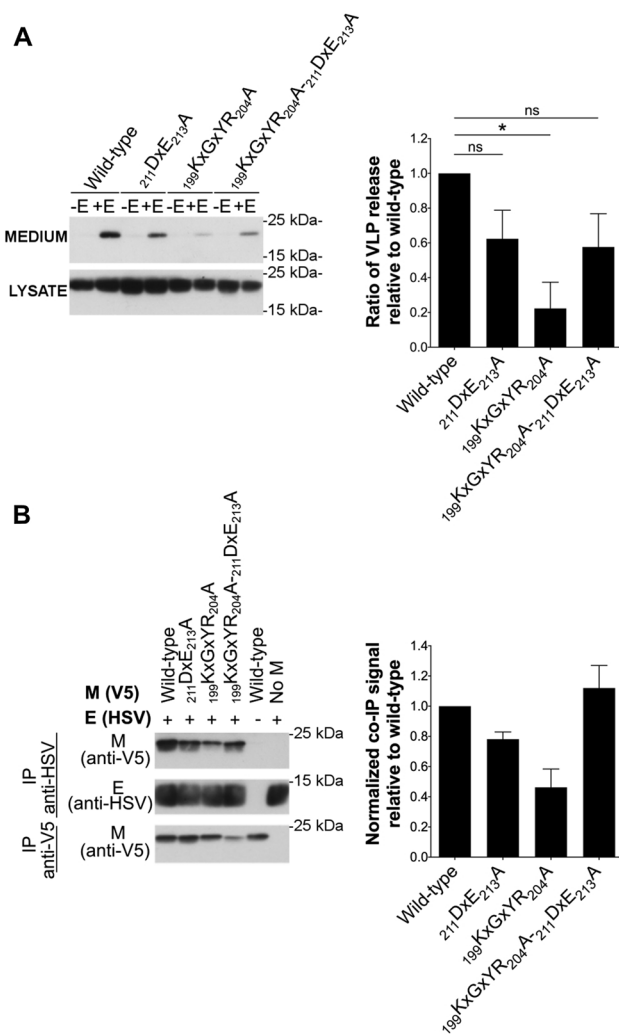 A
Wild-type
211DxE213A
199KxGxYR204A
199KxGxYR204A-211DxE213A
-E +E -E +E -E +E -E +E
-25 kDa-
MEDIUM
-15 kDa-
-25 kDa-
LYSATE
-15 kDa-
ns
*
ns
1.2
1.0
0.8
0.6
0.4
0.2
0.0
Ratio of VLP release
relative to wild-type
Wild-type
211DxE213A
199KxGxYR204A
199KxGxYR204A-211DxE213A
B
Wild-type
211DxE213A
199KxGxYR204A
199KxGxYR204A-211DxE213A
Wild-type
No M
M (V5)
E (HSV) + + + + - +
IP
anti-HSV
M
(anti-V5)
-25 kDa
E
(anti-HSV)
-15 kDa
IP
anti-V5
M
(anti-V5)
-25 kDa
1.4
1.2
1.0
0.8
0.6
0.4
0.2
0.0
Normalized co-IP signal
relative to wild-type
Wild-type
211DxE213A
199KxGxYR204A
199KxGxYR204A-211DxE213A